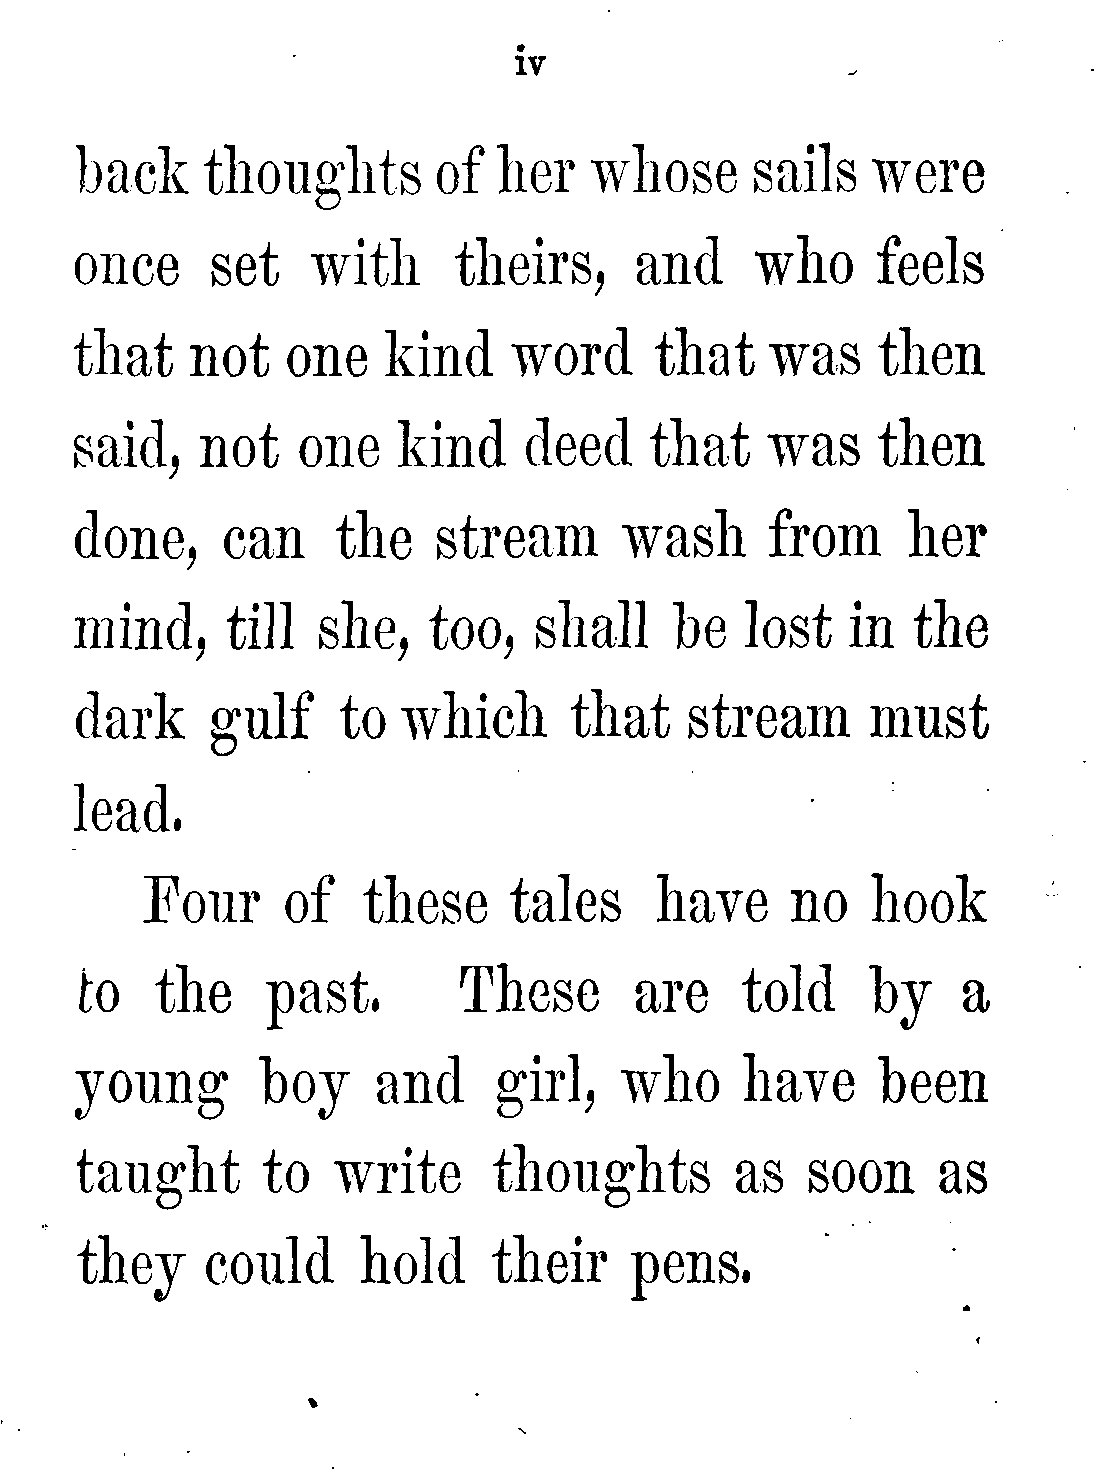 iv
back thoughts of her whose sails were
once set with theirs, and who feels
that not one kind word that was then
said, not one kind deed that was then
done, can the stream wash from her
mind, till she, too, shall be lost in the
dark gulf to which that stream must
lead.
Four of these tales have no hook
to the past. These are told by a
young boy and girl, who have been
taught to write thoughts as soon as
they could hold their pens.